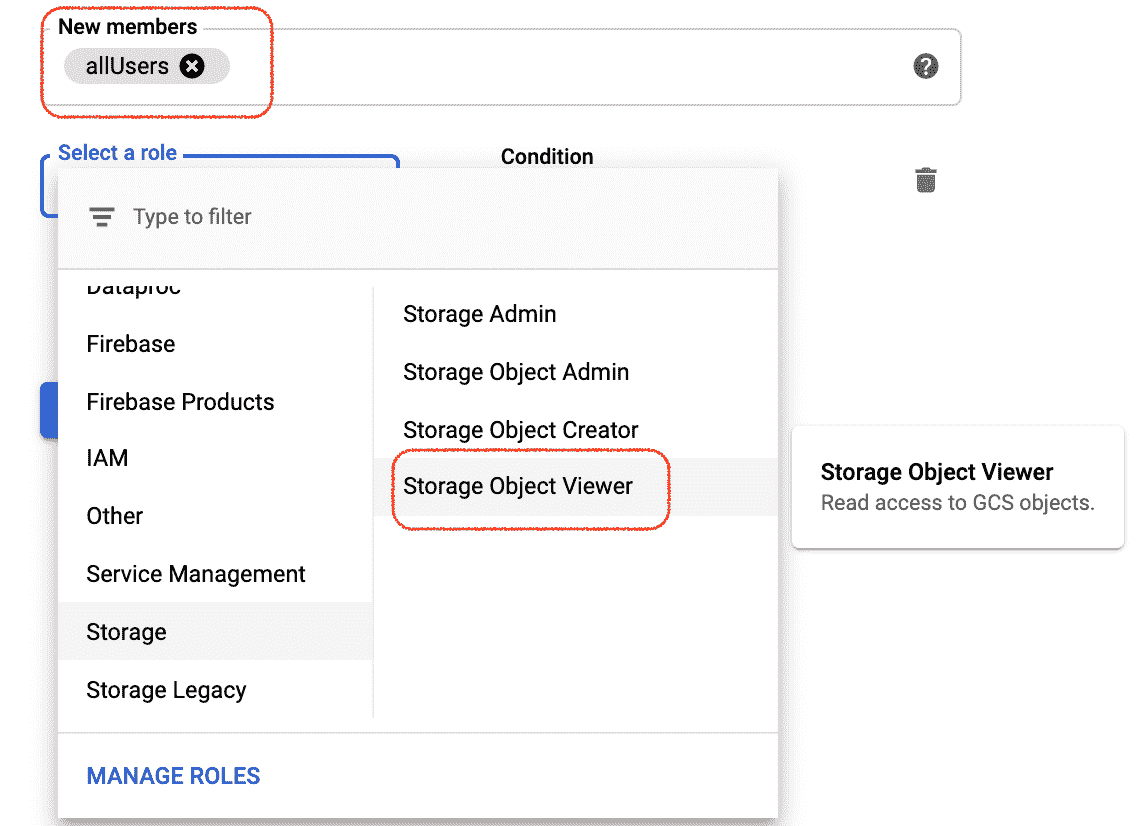 New members
allUsers
Select a role
Condition
Type to filter
Dataproc
Firebase
Firebase Products
IAM
Other
Service Management
Storage
Storage Legacy
Storage Admin
Storage Object Admin
Storage Object Creator
Storage Object Viewer
Storage Object Viewer
Read access to GCS objects.
MANAGE ROLES